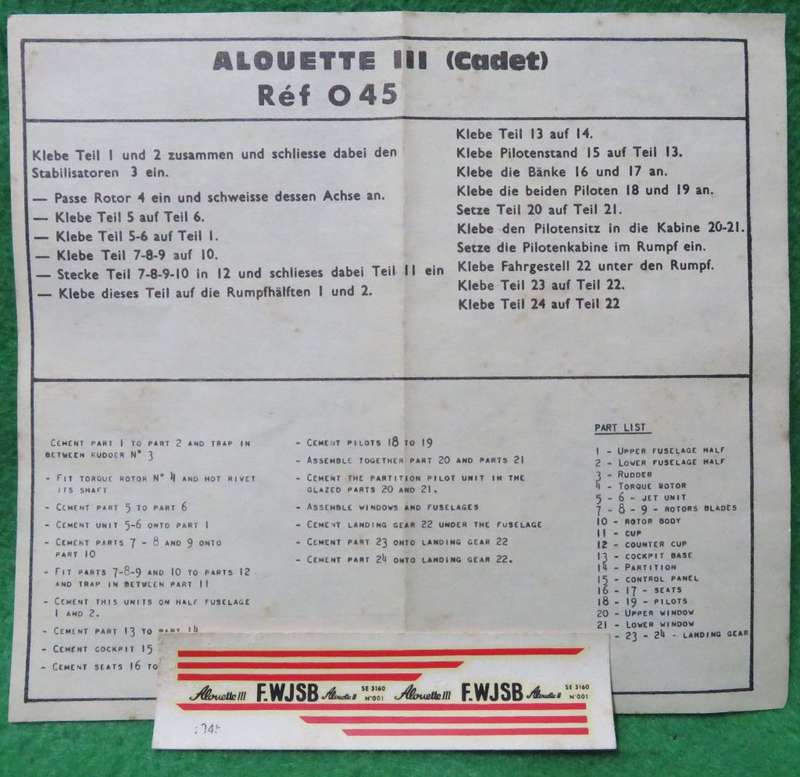 ALOUETTE III (Cadet)
Réf O 45
Klebe Teil 1 und 2 zusammen und schliesse dabei den
Stabilisatoren 3 ein.
— Passe Rotor 4 ein und schweisse dessen Achse an.
— Klebe Teil 5 auf Teil 6.
— Klebe Teil 5-6 auf Teil 1.
— Klebe Teil 7-8-9 auf 10.
— Stecke Teil 7-8-9-10 in 12 und schlieses dabei Teil 11 ein
— Klebe dieses Teil auf die Rumpfhälften 1 und 2.
Klebe Teil 13 auf 14.
Klebe Pilotenstand 15 auf Teil 13.
Klebe die Bänke 16 und 17 an.
Klebe die beiden Piloten 18 und 19 an.
Setze Teil 20 auf Teil 21.
Klebe den Pilotensitz in die Kabine 20-21.
Setze die Pilotenkabine im Rumpf ein.
Klebe Fahrgestell 22 unter den Rumpf.
Klebe Teil 23 auf Teil 22.
Klebe Teil 24 auf Teil 22
CEMENT PART 1 TO PART 2 AND TRAP IN
BETWEEN RUDDER N° 3
- FIT TORQUE ROTOR N° 4 AND HOT RIVET
ITS SHAFT
- CEMENT PART 5 TO PART 6
- CEMENT UNIT 5-6 ONTO PART 1
- CEMENT PARTS 7 - 8 AND 9 ONTO
PART 10
- FIT PARTS 7-8-9 AND 10 TO PARTS 12
AND TRAP IN BETWEEN PART 11
- CEMENT THIS UNITS ON HALF FUSELAGE
1 AND 2.
- CEMENT PART 13 TO PART 14
- CEMENT COCKPIT 15
- CEMENT SEATS 16 TO
- CEMENT PILOTS 18 TO 19
- ASSEMBLE TOGETHER PART 20 AND PARTS 21
- CEMENT THE PARTITION PILOT UNIT IN THE
GLAZED PARTS 20 AND 21.
- ASSEMBLE WINDOWS AND FUSELAGES
- CEMENT LANDING GEAR 22 UNDER THE FUSELAGE
- CEMENT PART 23 ONTO LANDING GEAR 22
- CEMENT PART 24 ONTO LANDING GEAR 22.
PART LIST
1 - UPPER FUSELAGE HALF
2 - LOWER FUSELAGE HALF
3 - RUDDER
4 - TORQUE ROTOR
5 - 6 - JET UNIT
7 - 8 - 9 - ROTORS BLADES
10 - ROTOR BODY
11 - CUP
12 - COUNTER CUP
13 - COCKPIT BASE
14 - PARTITION
15 - CONTROL PANEL
16 - 17 - SEATS
18 - 19 - PILOTS
20 - UPPER WINDOW
21 - LOWER WINDOW
- 23 - 24 - LANDING GEAR
Alouette III F.WJSB Alouette III SE 3160 N°001 Alouette III F.WJSB Alouette III SE 3160 N°001
045